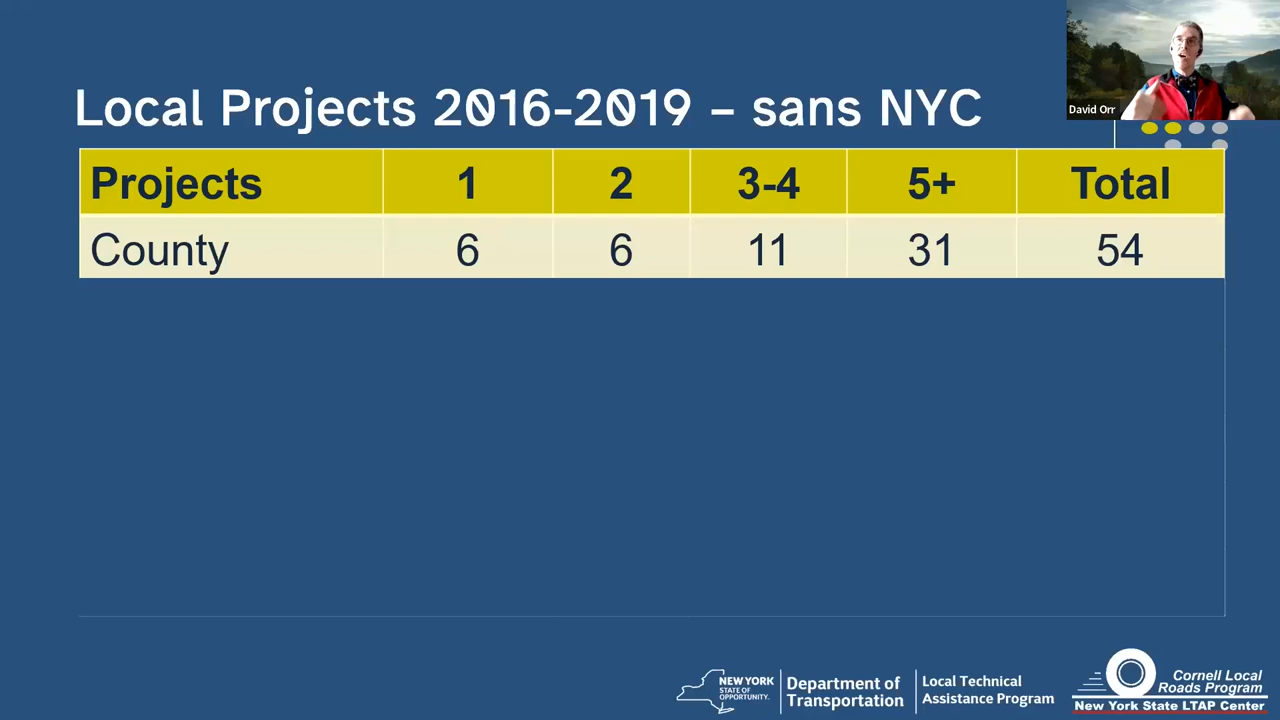 Local Projects 2016-2019 – sans NYC
David Orr
Projects 1 2 3-4 5+ Total
County 6 6 11 31 54
NEW YORK
STATE OF
OPPORTUNITY.
Department of
Transportation
Local Technical
Assistance Program
Cornell Local
Roads Program
New York State LTAP Center